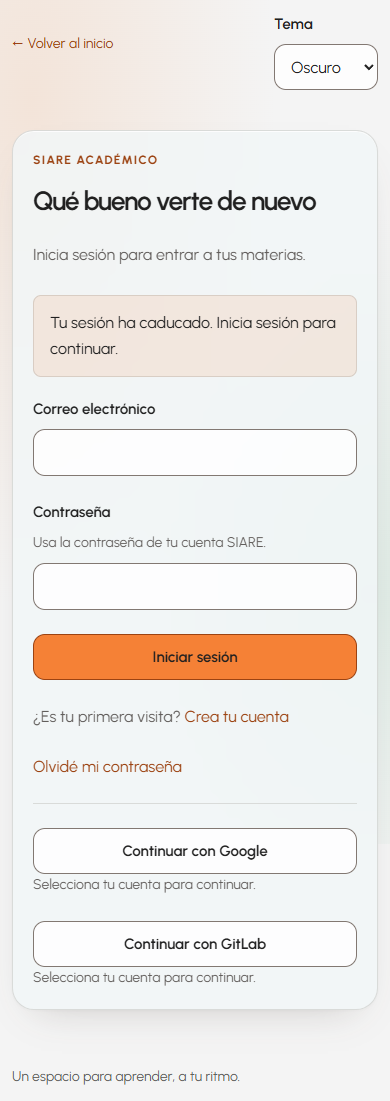 Tema
← Volver al inicio
Oscuro
SIARE ACADÉMICO
Qué bueno verte de nuevo
Inicia sesión para entrar a tus materias.
Tu sesión ha caducado. Inicia sesión para
continuar.
Correo electrónico
Contraseña
Usa la contraseña de tu cuenta SIARE.
Iniciar sesión
¿Es tu primera visita? Crea tu cuenta
Olvidé mi contraseña
Continuar con Google
Selecciona tu cuenta para continuar.
Continuar con GitLab
Selecciona tu cuenta para continuar.
Un espacio para aprender, a tu ritmo.